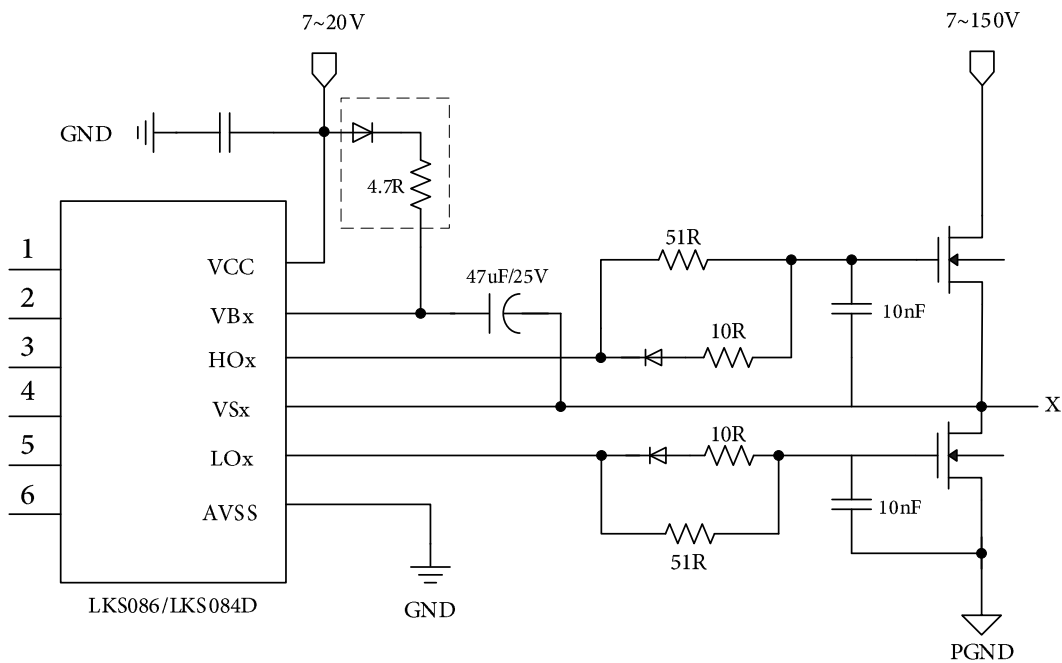 7~20V
7~150V
GND
4.7R
1
2
3
4
5
6
VCC
VBx
HOx
VSx
LOx
AVSS
47uF/25V
51R
10R
10nF
X
10R
51R
10nF
GND
LKS086/LKS084D
PGND